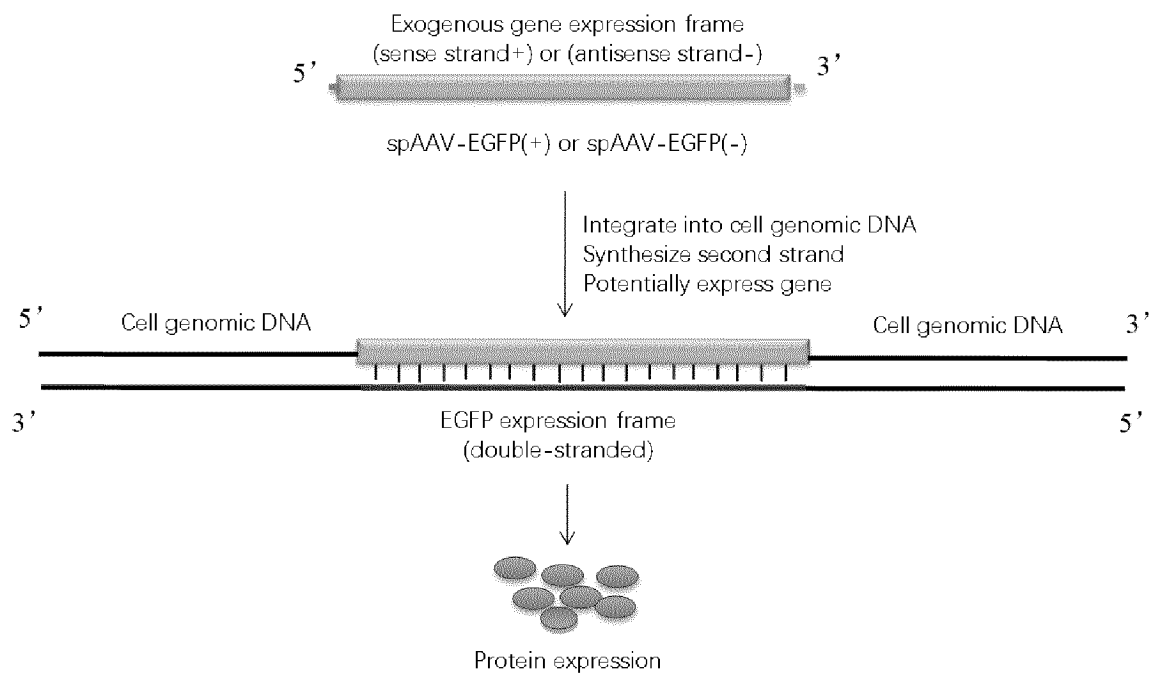 Exogenous gene expression frame
(sense strand+) or (antisense strand-)
5’
3’
spAAV-EGFP(+) or spAAV-EGFP(-)
Integrate into cell genomic DNA
Synthesize second strand
Potentially express gene
5’
Cell genomic DNA
Cell genomic DNA
3’
3’
EGFP expression frame
(double-stranded)
5’
Protein expression